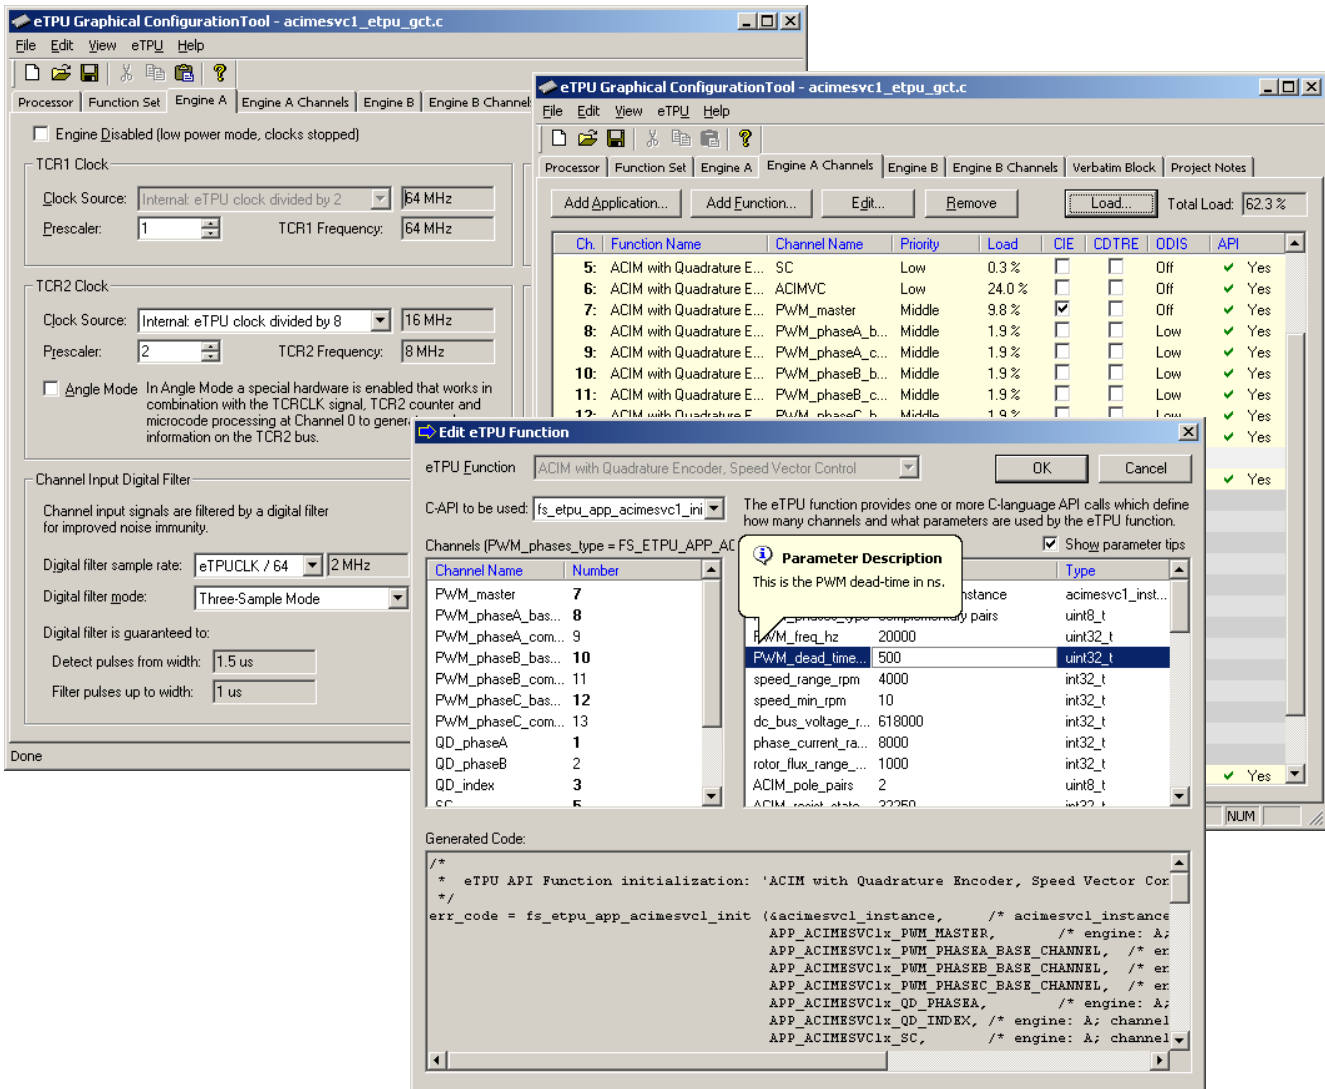 eTPU Graphical ConfigurationTool - acimesvc1_etpu_gct.c
File Edit View eTPU Help
Processor Function Set Engine A Engine A Channels Engine B Engine B Channel
Engine Disabled (low power mode, clocks stopped)
TCR1 Clock
Clock Source: Internal: eTPU clock divided by 2 64 MHz
Prescaler: 1 TCR1 Frequency: 64 MHz
TCR2 Clock
Clock Source: Internal: eTPU clock divided by 8 16 MHz
Prescaler: 2 TCR2 Frequency: 8 MHz
Angle Mode In Angle Mode a special hardware is enabled that works in
combination with the TCRCLK signal, TCR2 counter and
microcode processing at Channel 0 to genera
information on the TCR2 bus.
Channel Input Digital Filter
Channel input signals are filtered by a digital filter
for improved noise immunity.
Digital filter sample rate: eTPUCLK / 64 2 MHz
Digital filter mode: Three-Sample Mode
Digital filter is guaranteed to:
Detect pulses from width: 1.5 us
Filter pulses up to width: 1 us
Done
eTPU Graphical ConfigurationTool - acimesvc1_etpu_gct.c
File Edit View eTPU Help
Processor Function Set Engine A Engine A Channels Engine B Engine B Channels Verbatim Block Project Notes
Add Application... Add Function... Edit... Remove Load... Total Load: 62.3 %
Ch. Function Name Channel Name Priority Load CIE CDTRE ODIS API
5: ACIM with Quadrature E... SC Low 0.3 % Off Yes
6: ACIM with Quadrature E... ACIMVC Low 24.0 % Off Yes
7: ACIM with Quadrature E... PWM_master Middle 9.8 % Off Yes
8: ACIM with Quadrature E... PWM_phaseA_b... Middle 1.9 % Low Yes
9: ACIM with Quadrature E... PWM_phaseA_c... Middle 1.9 % Low Yes
10: ACIM with Quadrature E... PWM_phaseB_b... Middle 1.9 % Low Yes
11: ACIM with Quadrature E... PWM_phaseB_c... Middle 1.9 % Low Yes
12: ACIM with Quadrature E... PWM_phaseC_b... Middle 1.9 % Low Yes
Yes
Yes
Yes
NUM
Edit eTPU Function
eTPU Function ACIM with Quadrature Encoder, Speed Vector Control OK Cancel
C-API to be used: fs_etpu_app_acimesvc1_ini
The eTPU function provides one or more C-language API calls which define
how many channels and what parameters are used by the eTPU function.
Channels (PWM_phases_type = FS_ETPU_APP_AC
Show parameter tips
Channel Name Number
PWM_master 7
PWM_phaseA_bas... 8
PWM_phaseA_com... 9
PWM_phaseB_bas... 10
PWM_phaseB_com... 11
PWM_phaseC_bas... 12
PWM_phaseC_com... 13
QD_phaseA 1
QD_phaseB 2
QD_index 3
SC 5
Parameter Description
This is the PWM dead-time in ns.
Type
nstance acimesvc1_inst...
complementary pairs uint8_t
PWM_freq_hz 20000 uint32_t
PWM_dead_time... 500 uint32_t
speed_range_rpm 4000 int32_t
speed_min_rpm 10 int32_t
dc_bus_voltage_r... 618000 int32_t
phase_current_ra... 8000 int32_t
rotor_flux_range_... 1000 int32_t
ACIM_pole_pairs 2 uint8_t
ACIM_resist_stato... 32250 int32_t
Generated Code:
/*
* eTPU API Function initialization: 'ACIM with Quadrature Encoder, Speed Vector Con
*/
err_code = fs_etpu_app_acimesvc1_init (&acimesvc1_instance, /* acimesvc1_instance
APP_ACIMESVC1x_PWM_MASTER, /* engine: A;
APP_ACIMESVC1x_PWM_PHASEA_BASE_CHANNEL, /* en
APP_ACIMESVC1x_PWM_PHASEB_BASE_CHANNEL, /* en
APP_ACIMESVC1x_PWM_PHASEC_BASE_CHANNEL, /* en
APP_ACIMESVC1x_QD_PHASEA, /* engine: A;
APP_ACIMESVC1x_QD_INDEX, /* engine: A; channel
APP_ACIMESVC1x_SC, /* engine: A; channel